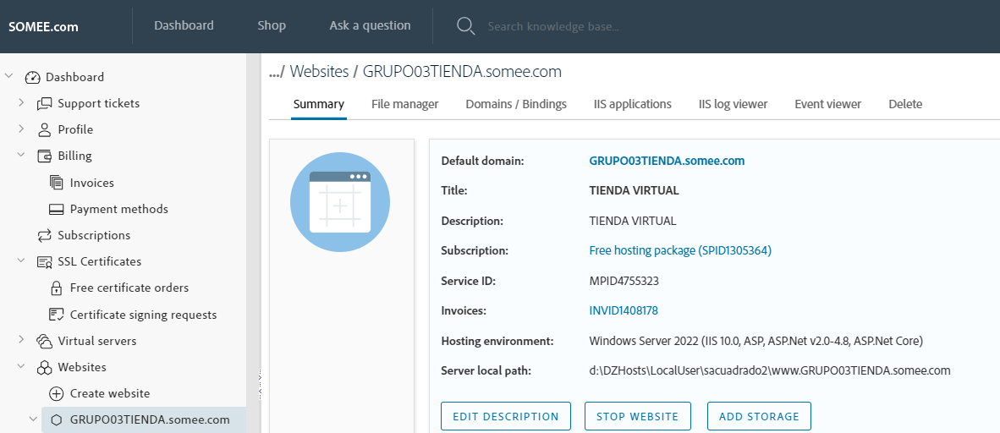 SOMEE.com Dashboard Shop Ask a question Search knowledge base...
Dashboard
Support tickets
Profile
Billing
Invoices
Payment methods
Subscriptions
SSL Certificates
Free certificate orders
Certificate signing requests
Virtual servers
Websites
Create website
GRUPO03TIENDA.somee.com
.../ Websites / GRUPO03TIENDA.somee.com
Summary File manager Domains / Bindings IIS applications IIS log viewer Event viewer Delete
Default domain: GRUPO03TIENDA.somee.com
Title: TIENDA VIRTUAL
Description: TIENDA VIRTUAL
Subscription: Free hosting package (SPID1305364)
Service ID: MPID4755323
Invoices: INVID1408178
Hosting environment: Windows Server 2022 (IIS 10.0, ASP, ASP.Net v2.0-4.8, ASP.Net Core)
Server local path: d:\DZHosts\LocalUser\sacuadrado2\www.GRUPO03TIENDA.somee.com
EDIT DESCRIPTION STOP WEBSITE ADD STORAGE